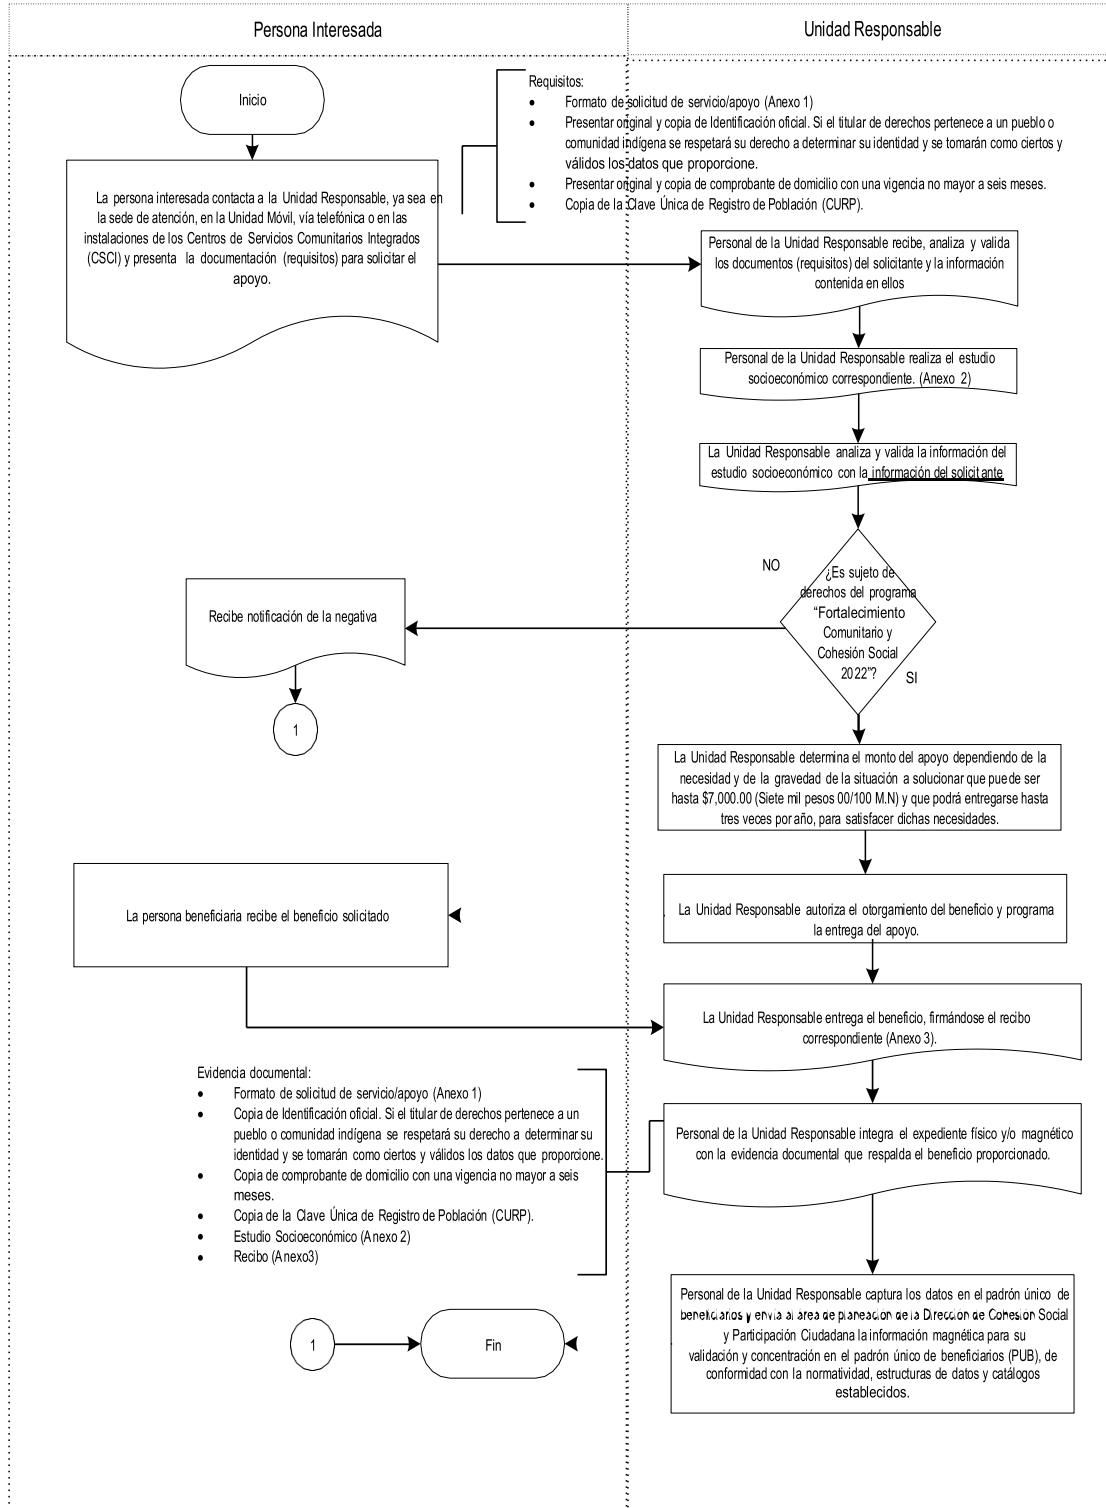 Persona Interesada
Unidad Responsable
Inicio
Requisitos:
• Formato de solicitud de servicio/apoyo (Anexo 1)
• Presentar original y copia de Identificación oficial. Si el titular de derechos pertenece a un pueblo o
comunidad indígena se respetará su derecho a determinar su identidad y se tomarán como ciertos y
válidos los datos que proporcione.
• Presentar original y copia de comprobante de domicilio con una vigencia no mayor a seis meses.
• Copia de la Clave Única de Registro de Población (CURP).
La persona interesada contacta a la Unidad Responsable, ya sea en
la sede de atención, en la Unidad Móvil, vía telefónica o en las
instalaciones de los Centros de Servicios Comunitarios Integrados
(CSCI) y presenta la documentación (requisitos) para solicitar el
apoyo.
Personal de la Unidad Responsable recibe, analiza y valida
los documentos (requisitos) del solicitante y la información
contenida en ellos
Personal de la Unidad Responsable realiza el estudio
socioeconómico correspondiente. (Anexo 2)
La Unidad Responsable analiza y valida la información del
estudio socioeconómico con la información del solicitante
NO
¿Es sujeto de
derechos del programa
“Fortalecimiento
Comunitario y
Cohesión Social
2022”?
SI
Recibe notificación de la negativa
1
La Unidad Responsable determina el monto del apoyo dependiendo de la
necesidad y de la gravedad de la situación a solucionar que puede ser
hasta $7,000.00 (Siete mil pesos 00/100 M.N) y que podrá entregarse hasta
tres veces por año, para satisfacer dichas necesidades.
La persona beneficiaria recibe el beneficio solicitado
La Unidad Responsable autoriza el otorgamiento del beneficio y programa
la entrega del apoyo.
La Unidad Responsable entrega el beneficio, firmándose el recibo
correspondiente (Anexo 3).
Evidencia documental:
• Formato de solicitud de servicio/apoyo (Anexo 1)
• Copia de Identificación oficial. Si el titular de derechos pertenece a un
pueblo o comunidad indígena se respetará su derecho a determinar su
identidad y se tomarán como ciertos y válidos los datos que proporcione.
• Copia de comprobante de domicilio con una vigencia no mayor a seis
meses.
• Copia de la Clave Única de Registro de Población (CURP).
• Estudio Socioeconómico (Anexo 2)
• Recibo (Anexo3)
Personal de la Unidad Responsable integra el expediente físico y/o magnético
con la evidencia documental que respalda el beneficio proporcionado.
Personal de la Unidad Responsable captura los datos en el padrón único de
beneficiarios y envía al área de planeación de la Dirección de Cohesión Social
y Participación Ciudadana la información magnética para su
validación y concentración en el padrón único de beneficiarios (PUB), de
conformidad con la normatividad, estructuras de datos y catálogos
establecidos.
1
Fin